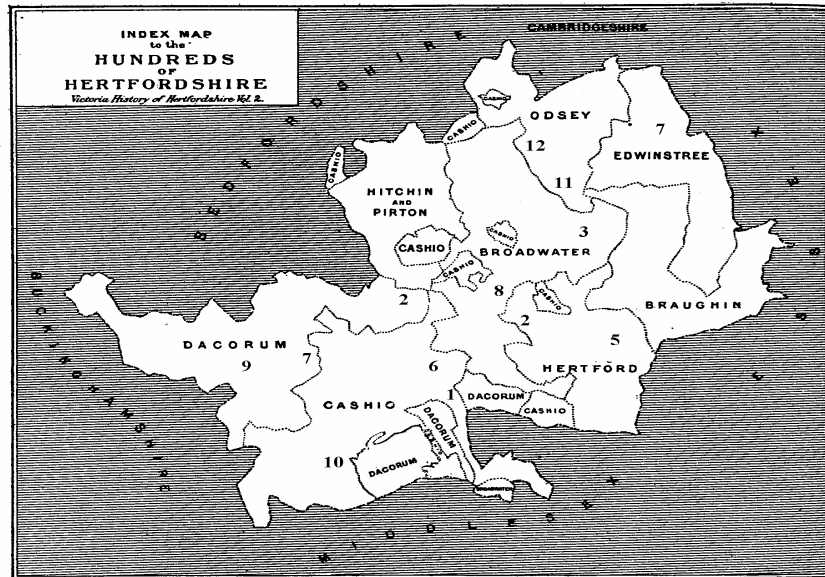 INDEX MAP
to the
HUNDREDS
OF
HERTFORDSHIRE
Victoria History of Hertfordshire Vol. 2.
CAMBRIDGESHIRE
BEDFORDSHIRE
CASHIO
ODSEY
7
CASHIO
12
EDWINSTREE
CASHIO
11
HITCHIN
AND
PIRTON
3
CASHIO
CASHIO
BROADWATER
ESSEX
CASHIO
CASHIO
2
8
BRAUGHIN
BUCKINGHAMSHIRE
2
5
DACORUM
7
9
6
HERTFORD
1
DACORUM
CASHIO
CASHIO
DACORUM
10
DACORUM
BROADWATER
MIDDLESEX